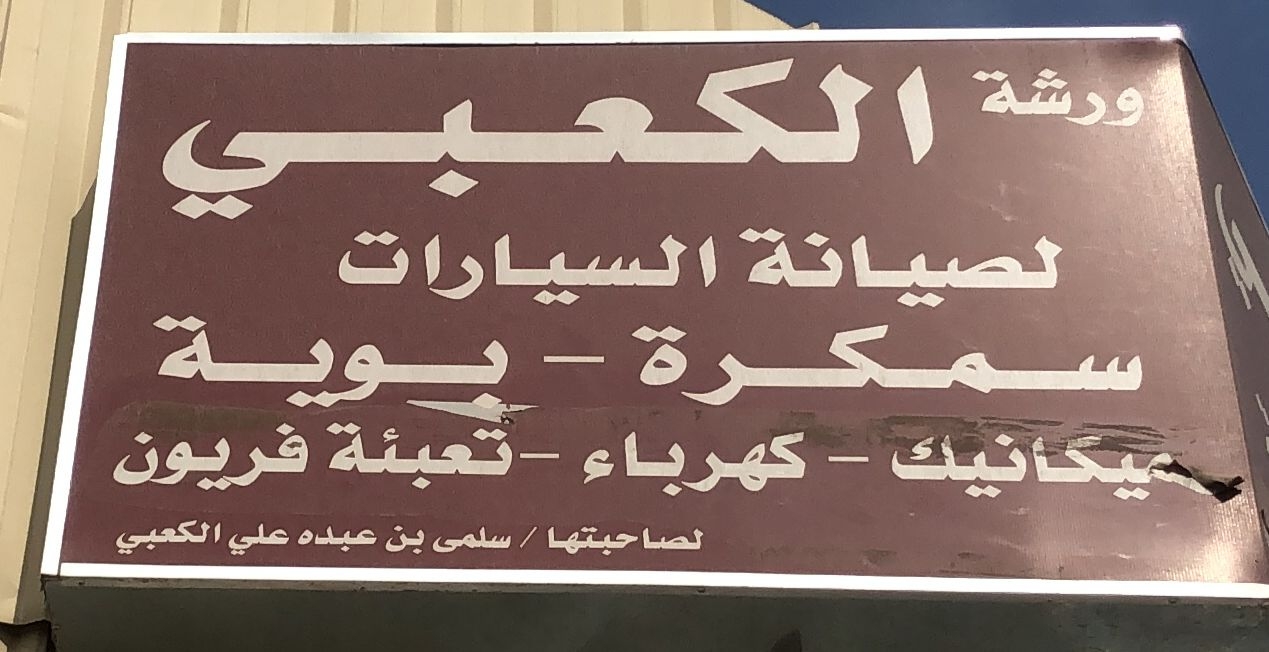 ورشة الكعبي
لصيانة السيارات
سمكرة - بوية
ميكانيك - كهرباء - تعبئة فريون
لصاحبتها / سلمى بن عبده علي الكعبي